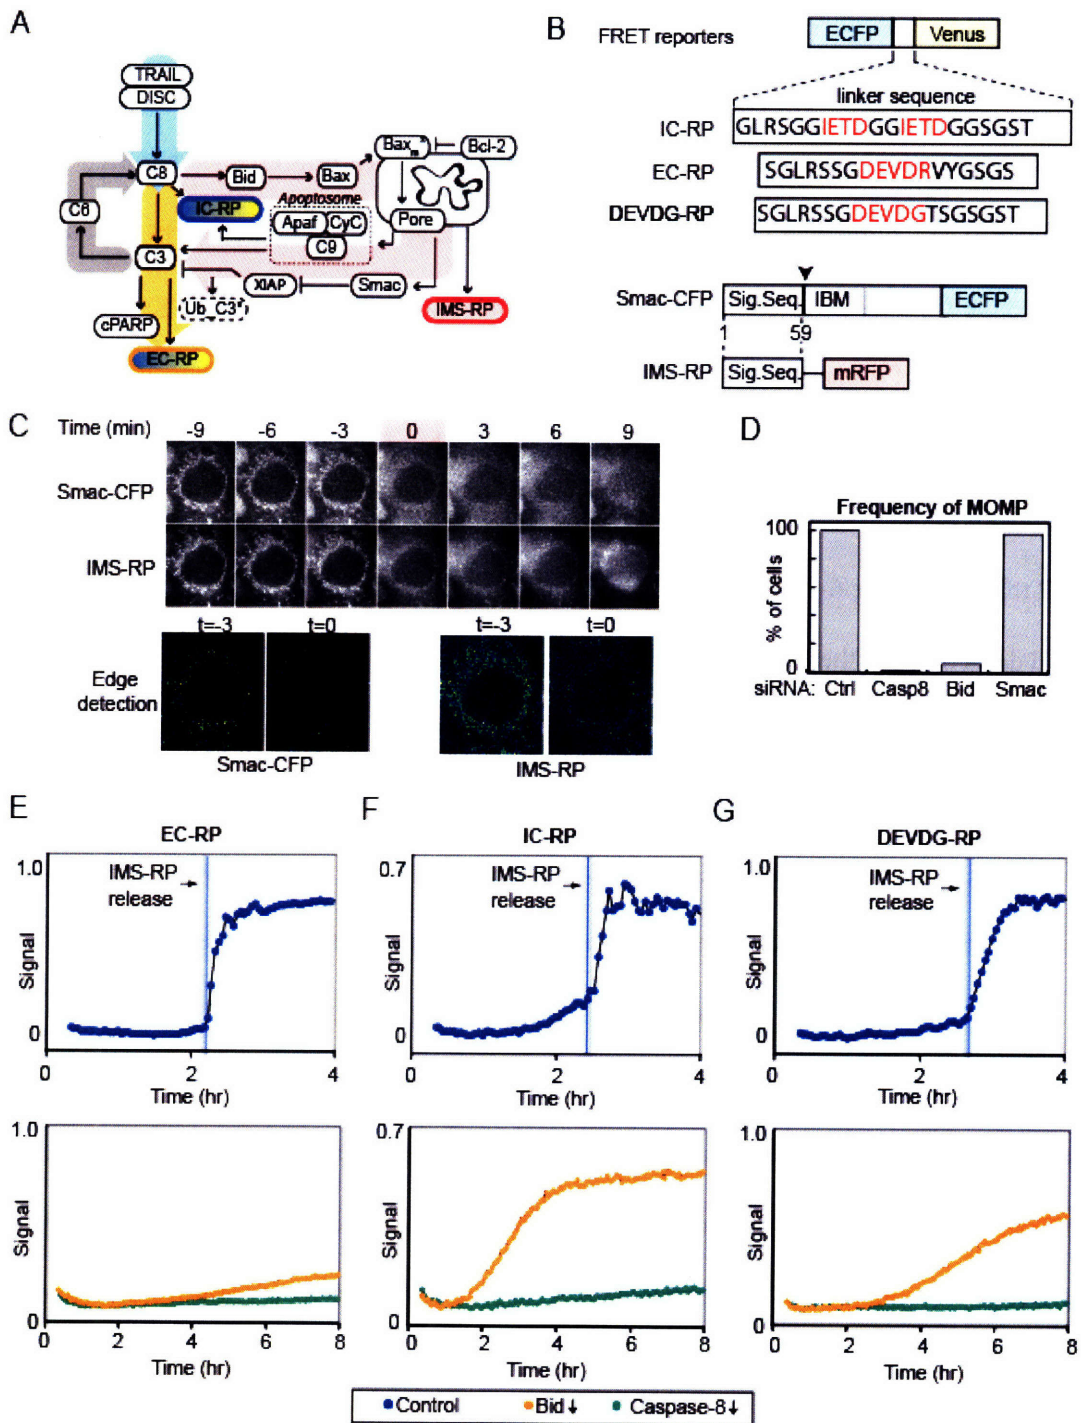 A
TRAIL
DISC
C8
Bid
Bax
Bax
m
*
Bcl-2
Apoptosome
IC-RP
Apaf
CyC
C9
Pore
C6
C3
XIAP
Smac
cPARP
Ub_C3*
IMS-RP
EC-RP
B
FRET reporters
ECFP
Venus
linker sequence
IC-RP
GLRSGGIETDGGIETDGGSGST
EC-RP
SGLRSSGDEVDRVYGSGS
DEVDG-RP
SGLRSSGDEVDGTSGSGST
Smac-CFP
Sig.Seq.
IBM
ECFP
1
59
IMS-RP
Sig.Seq.
mRFP
C
Time (min)
-9 -6 -3 0 3 6 9
Smac-CFP
IMS-RP
t=-3 t=0
t=-3 t=0
Edge
detection
Smac-CFP
IMS-RP
D
Frequency of MOMP
100
% of cells
0
siRNA: Ctrl Casp8 Bid Smac
E
EC-RP
1.0
IMS-RP
release
Signal
0
0 2 4
Time (hr)
F
IC-RP
0.7
IMS-RP
release
Signal
0
0 2 4
Time (hr)
G
DEVDG-RP
1.0
IMS-RP
release
Signal
0
0 2 4
Time (hr)
1.0
Signal
0
0 2 4 6 8
Time (hr)
0.7
Signal
0
0 2 4 6 8
Time (hr)
1.0
Signal
0
0 2 4 6 8
Time (hr)
Control Bid↓ Caspase-8↓